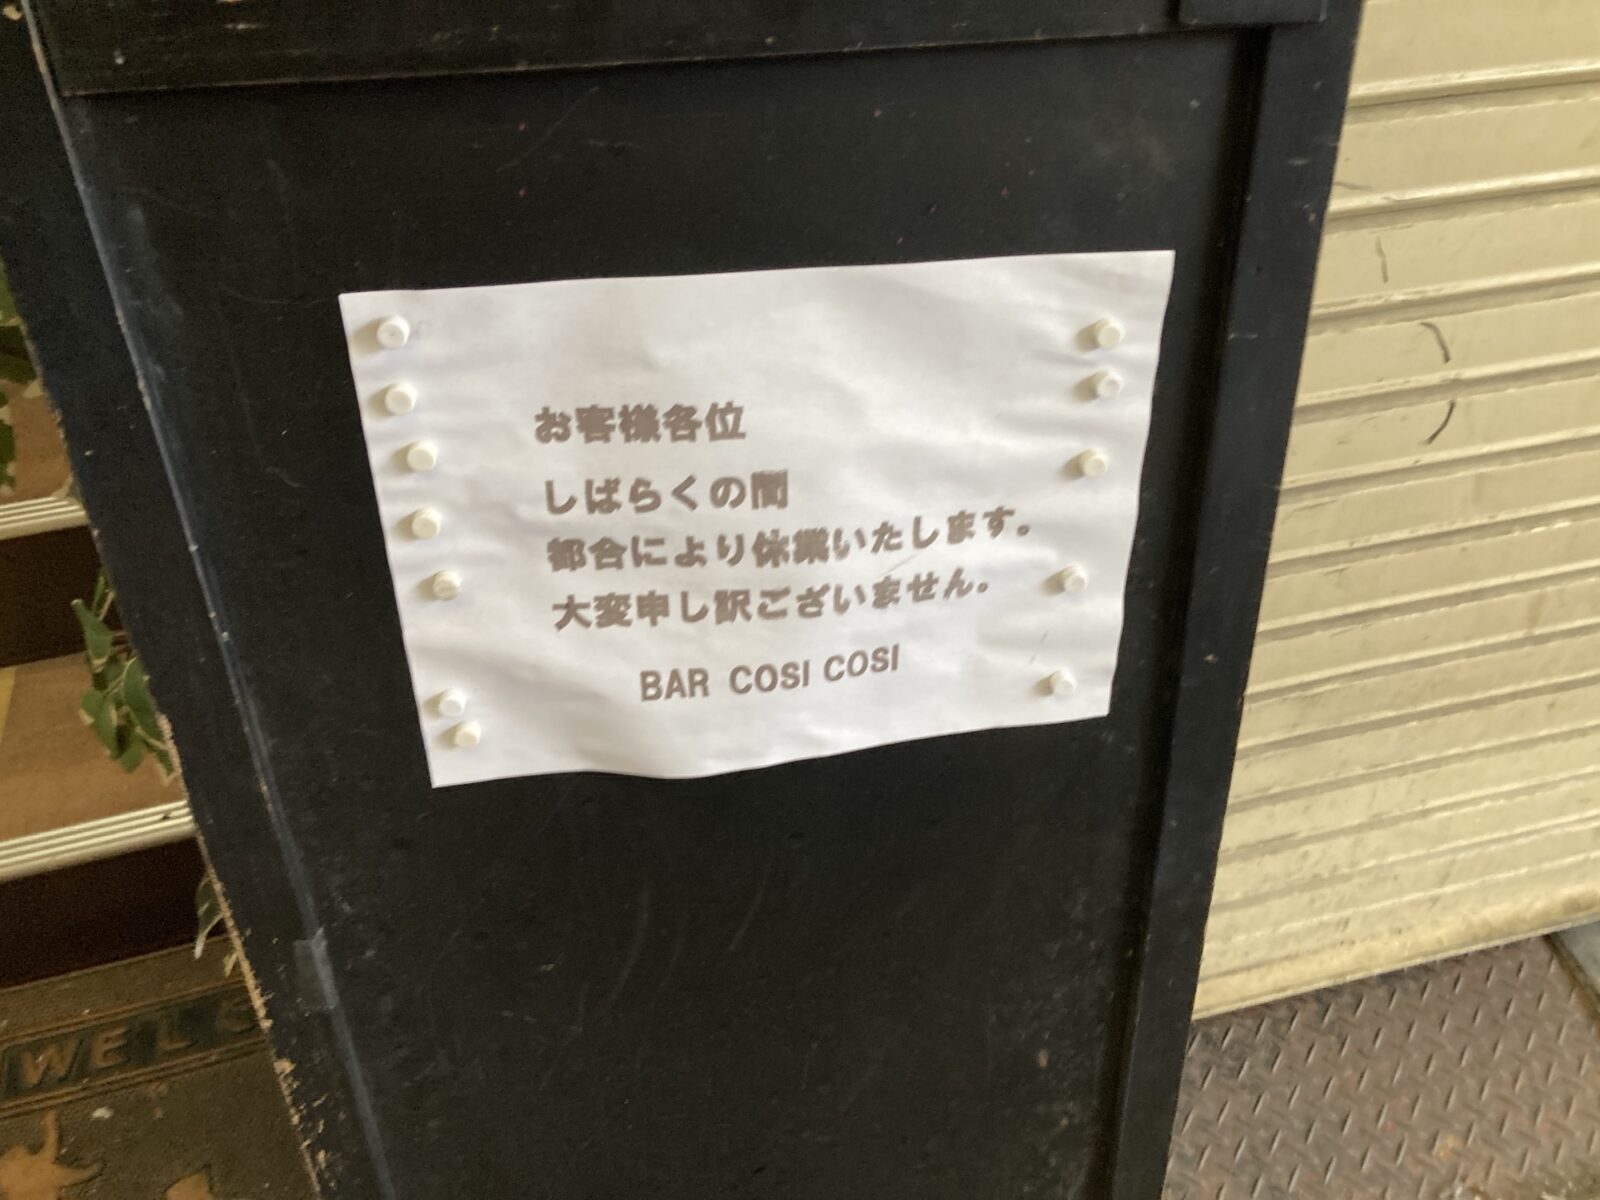 お客様各位
しばらくの間
都合により休業いたします。
大変申し訳ございません。
BAR COSI COSI
WELC